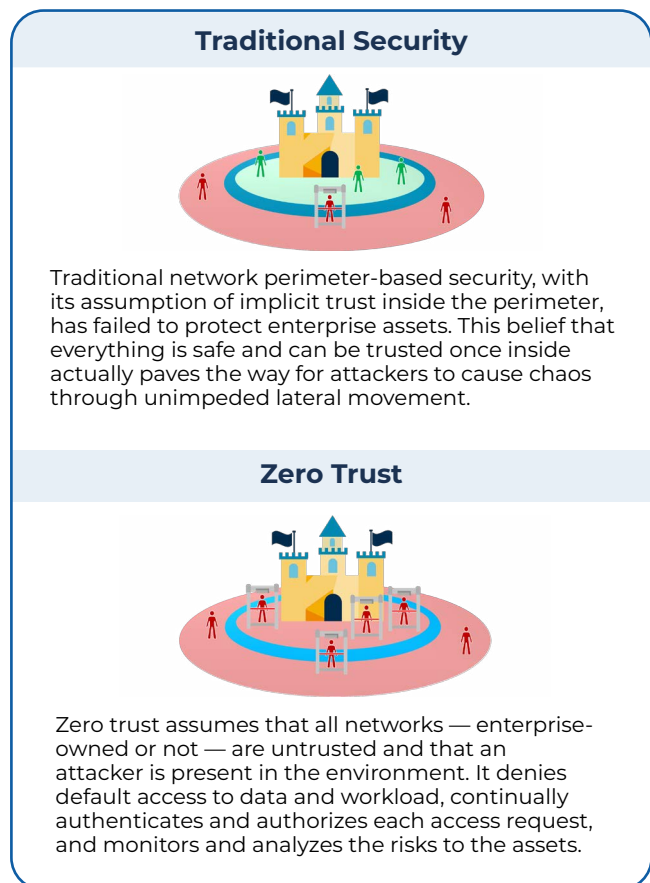 Traditional Security
Traditional network perimeter-based security, with
its assumption of implicit trust inside the perimeter,
has failed to protect enterprise assets. This belief that
everything is safe and can be trusted once inside
actually paves the way for attackers to cause chaos
through unimpeded lateral movement.
Zero Trust
Zero trust assumes that all networks — enterprise-
owned or not — are untrusted and that an
attacker is present in the environment. It denies
default access to data and workload, continually
authenticates and authorizes each access request,
and monitors and analyzes the risks to the assets.